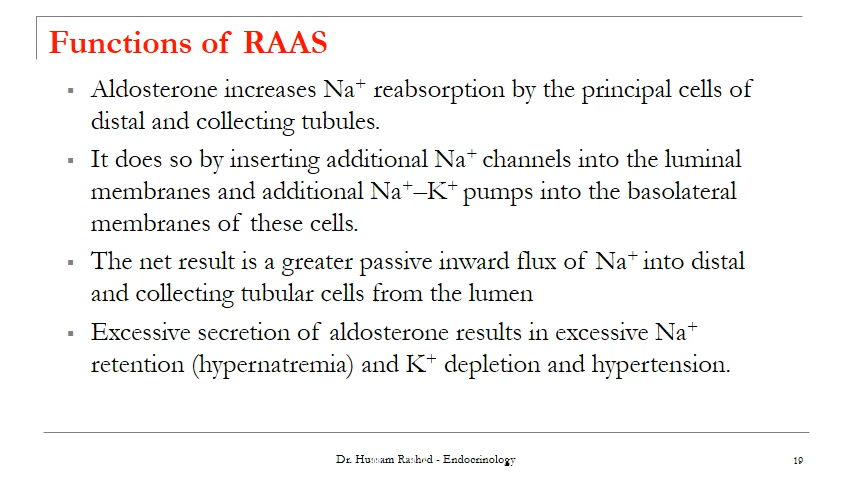 Functions of RAAS
▪ Aldosterone increases Na⁺ reabsorption by the principal cells of
distal and collecting tubules.
▪ It does so by inserting additional Na⁺ channels into the luminal
membranes and additional Na⁺–K⁺ pumps into the basolateral
membranes of these cells.
▪ The net result is a greater passive inward flux of Na⁺ into distal
and collecting tubular cells from the lumen
▪ Excessive secretion of aldosterone results in excessive Na⁺
retention (hypernatremia) and K⁺ depletion and hypertension.
Dr. Hussam Rashed - Endocrinology
19